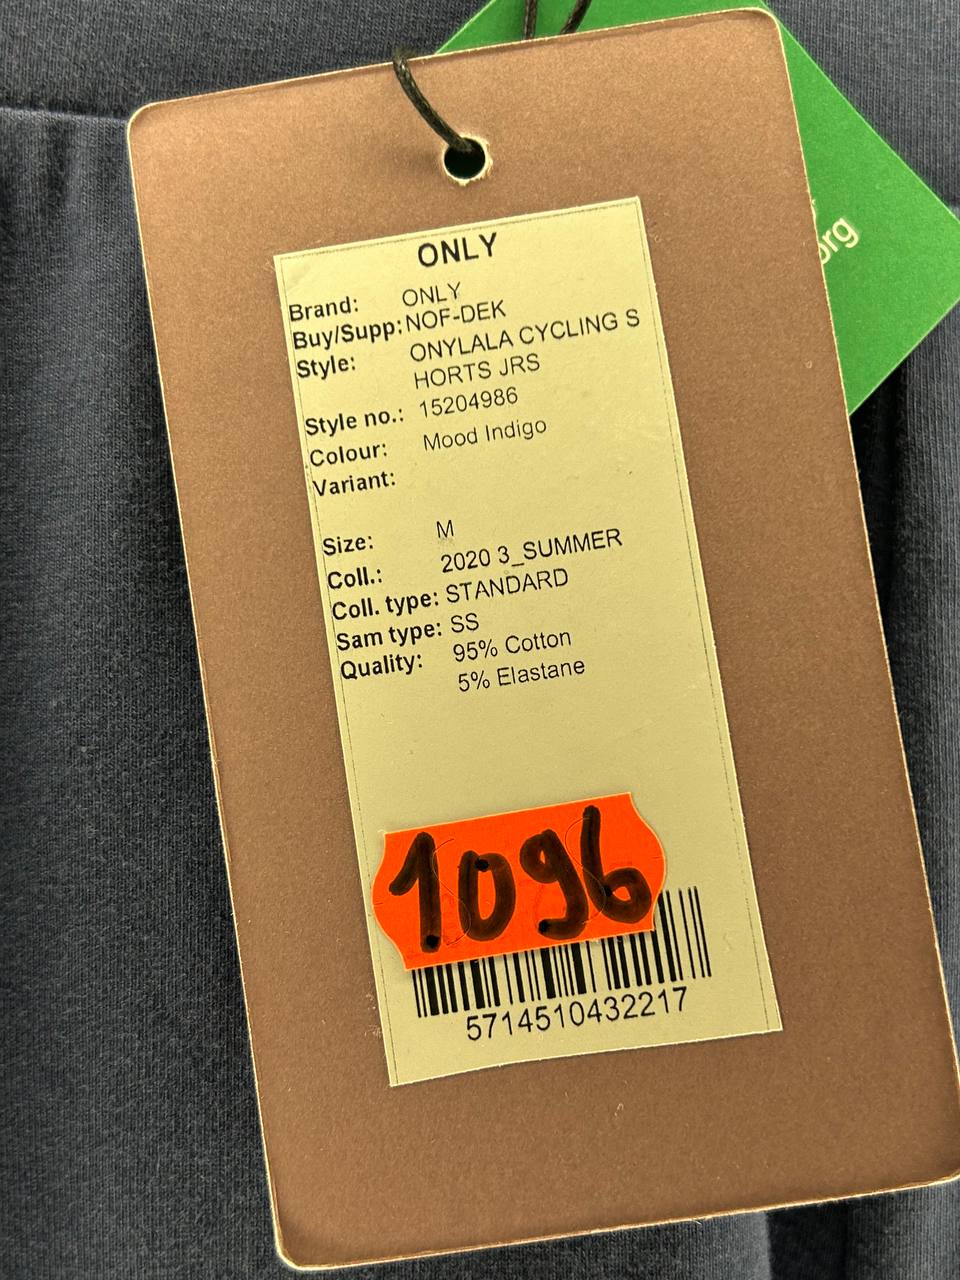 ONLY
Brand: ONLY
Buy/Supp: NOF-DEK
Style: ONYLALA CYCLING S
HORTS JRS
Style no.: 15204986
Colour: Mood Indigo
Variant:
Size: M
Coll.: 2020 3_SUMMER
Coll. type: STANDARD
Sam type: SS
Quality: 95% Cotton
5% Elastane
1096
5714510432217